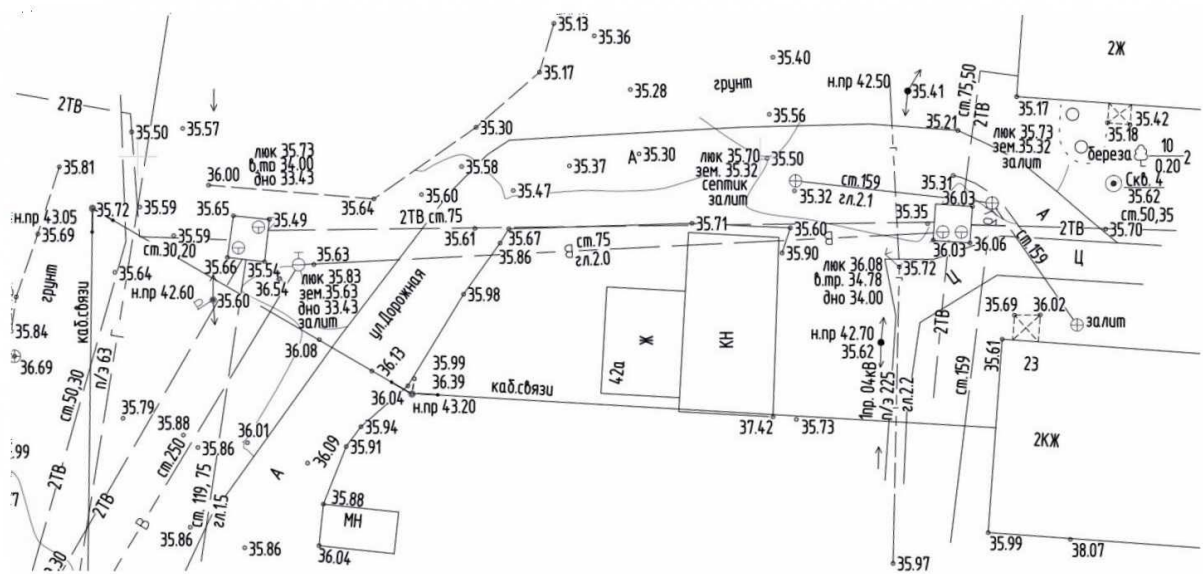 35.13
35.36
35.17
35.40
2Ж
н.пр 42.50
35.41
грунт
35.28
35.17
35.42
35.18
2ТВ
35.50
35.57
35.30
35.56
35.21
ст.75,50
2ТВ
люк 35.73
зем.35.32
залит
береза
10
0.20
2
35.81
люк 35.73
в.тр 34.00
дно 33.43
36.00
35.58
35.37
А
35.30
люк 35.70
зем. 35.32
септик
залит
35.50
35.32
ст.159
гл.2.1
35.31
36.03
Скв. 4
35.62
ст.50,35
н.пр 43.05
35.72
35.59
35.65
35.49
35.64
35.60
35.47
35.35
А
35.69
35.59
ст.30,20
2ТВ ст.75
35.61
35.67
35.71
35.60
В
36.03
36.06
2ТВ
35.70
35.66
35.54
35.63
35.86
В
ст.75
гл.2.0
35.90
Ц
Ц
ст.159
грунт
35.64
н.пр 42.60
35.60
В
36.54
люк 35.83
зем.35.63
дно 33.43
залит
ул.Дорожная
35.98
люк 36.08
в.тр. 34.78
дно 34.00
35.72
2ТВ
35.69
36.02
залит
35.84
36.69
каб.связи
п/э 63
36.08
36.13
Ж
42а
КН
н.пр 42.70
35.62
35.61
23
ст.50,30
35.99
36.39
36.04
н.пр 43.20
каб.связи
1пр. 04кВ
п/э 225
гл.2.2
ст.159
35.79
35.88
35.86
36.01
36.09
35.94
35.91
37.42
35.73
2КЖ
ст.250
А
2ТВ
2ТВ
ст. 119, 75
гл.1.5
35.88
МН
В
35.86
35.86
36.04
35.99
38.07
35.97